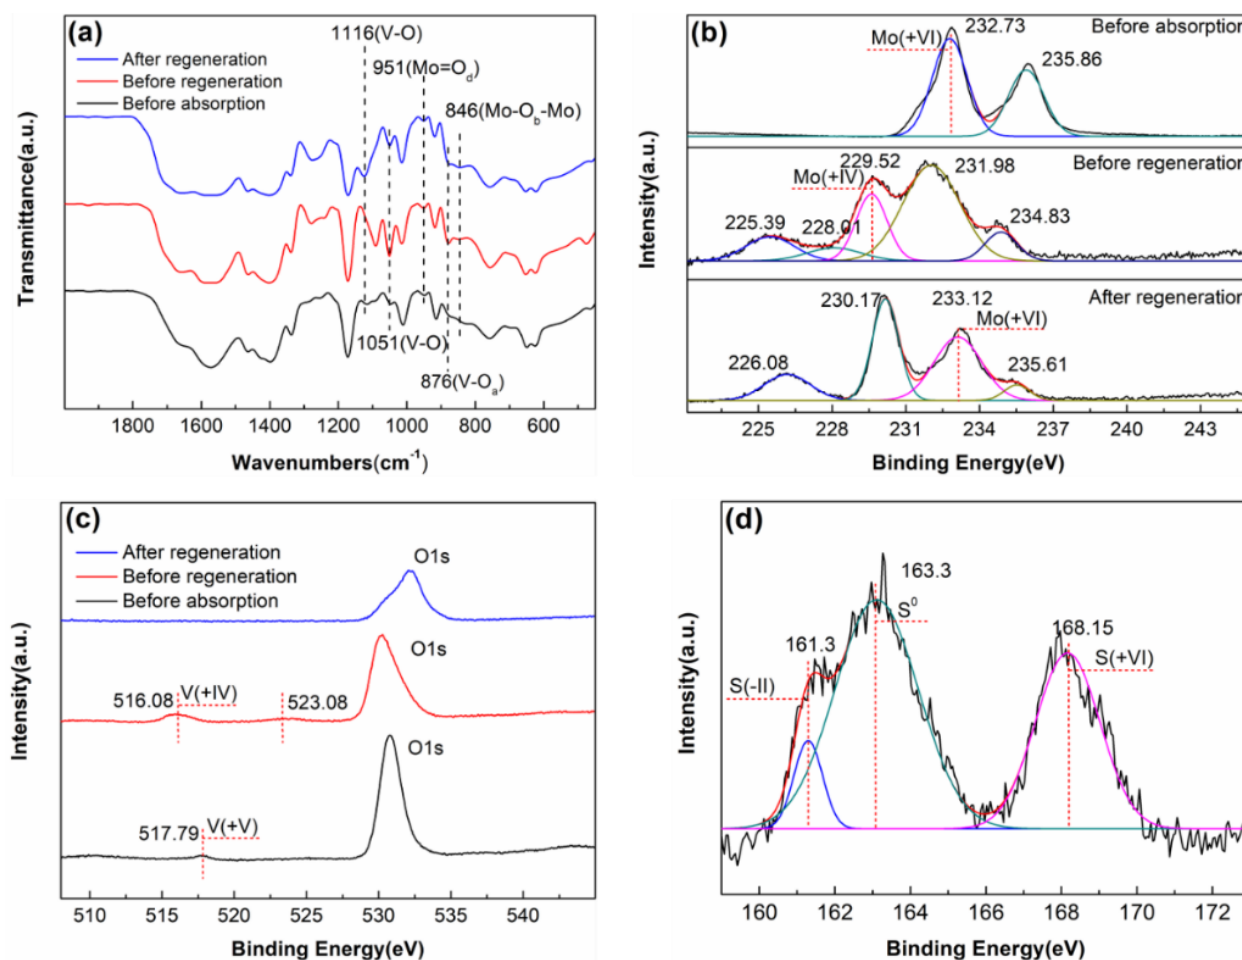 (a)
1116(V-O)
After regeneration
Before regeneration
Before absorption
951(Mo=Od)
846(Mo-Ob-Mo)
1051(V-O)
876(V-Oa)
Transmittance(a.u.)
1800 1600 1400 1200 1000 800 600
Wavenumbers(cm-1)
(b)
232.73
Before absorption
Mo(+VI)
235.86
229.52
231.98
Before regeneration
Mo(+IV)
225.39
228.01
234.83
230.17
233.12
After regeneration
Mo(+VI)
226.08
235.61
Intensity(a.u.)
225 228 231 234 237 240 243
Binding Energy(eV)
(c)
After regeneration
Before regeneration
Before absorption
O1s
O1s
516.08
V(+IV)
523.08
O1s
517.79
V(+V)
Intensity(a.u.)
510 515 520 525 530 535 540
Binding Energy(eV)
(d)
163.3
S0
161.3
168.15
S(-II)
S(+VI)
Intensity(a.u.)
160 162 164 166 168 170 172
Binding Energy(eV)